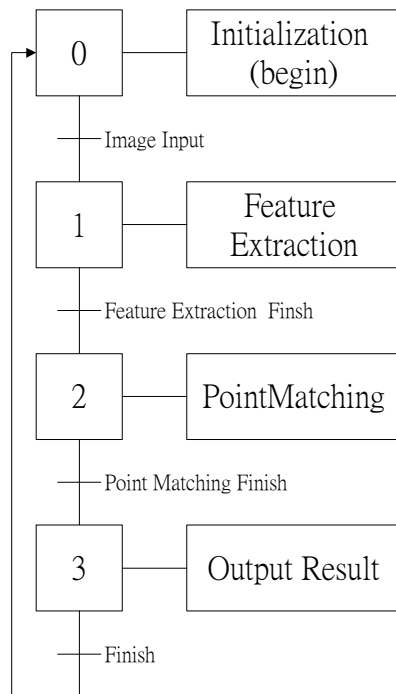 0
Initialization
(begin)
Image Input
1
Feature
Extraction
Feature Extraction Finsh
2
PointMatching
Point Matching Finish
3
Output Result
Finish